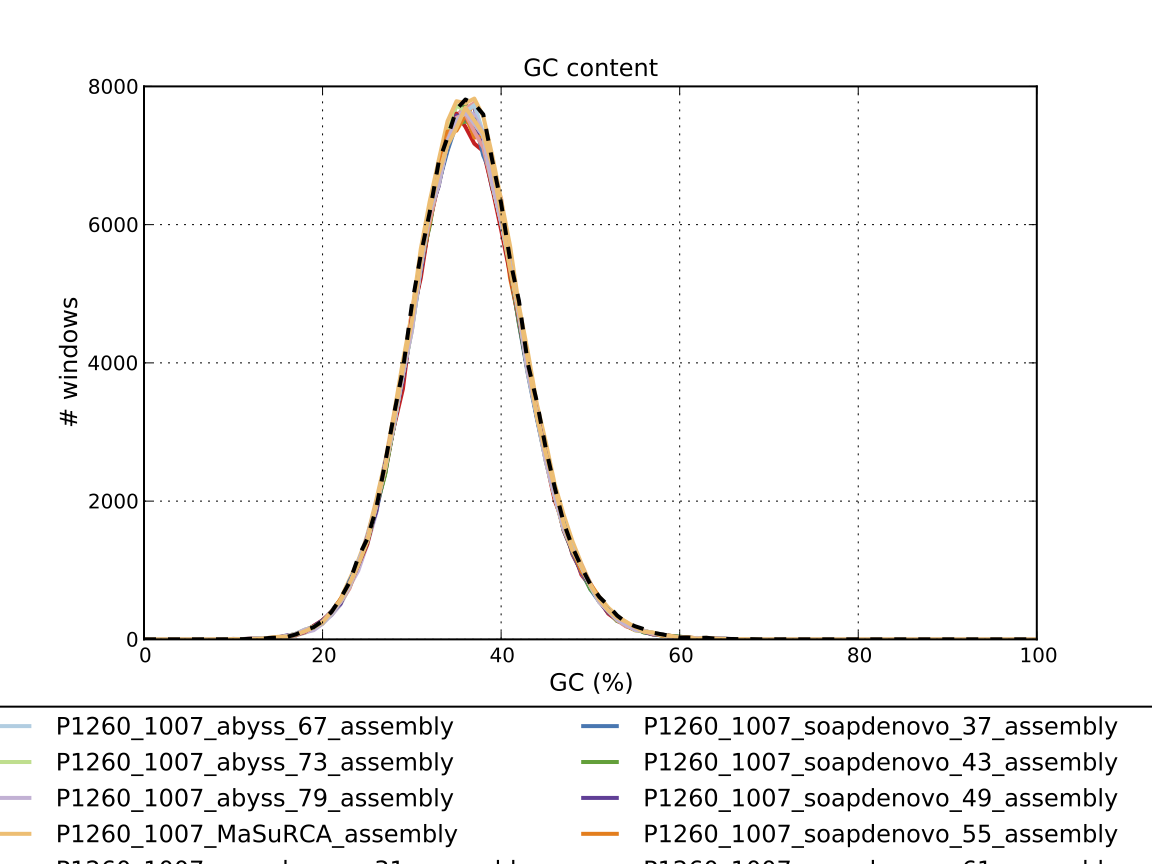 GC content
8000
6000
4000
2000
0
# windows
0 20 40 60 80 100
GC (%)
P1260_1007_abyss_67_assembly
P1260_1007_abyss_73_assembly
P1260_1007_abyss_79_assembly
P1260_1007_MaSuRCA_assembly
P1260_1007_soapdenovo_37_assembly
P1260_1007_soapdenovo_43_assembly
P1260_1007_soapdenovo_49_assembly
P1260_1007_soapdenovo_55_assembly